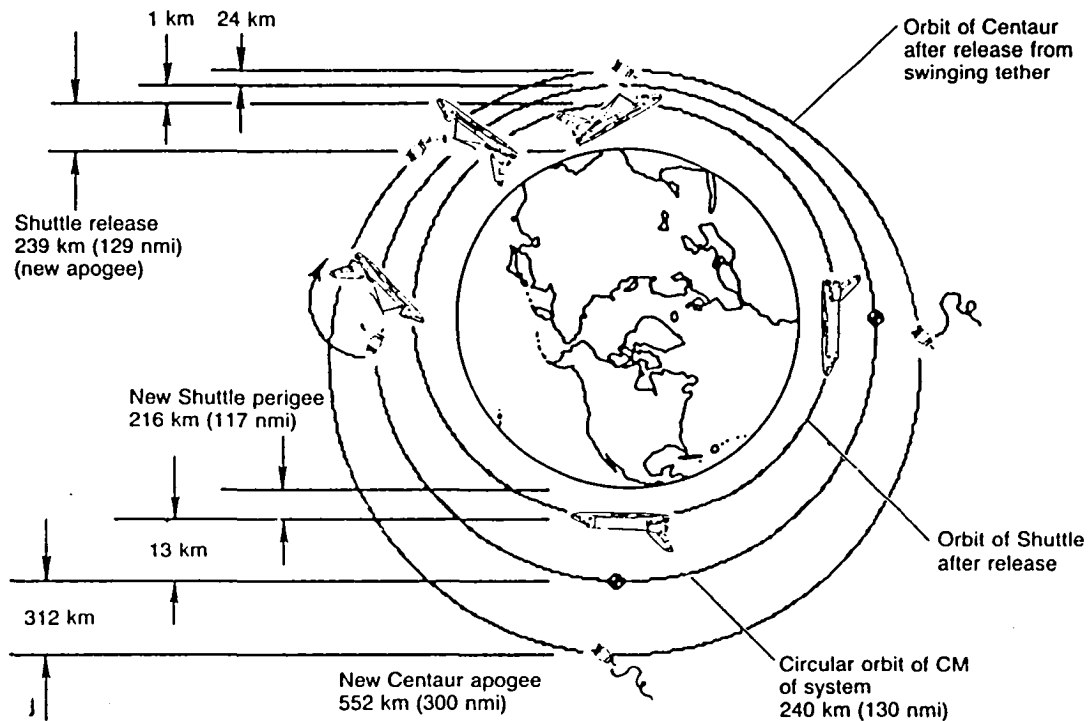 1 km
24 km
Orbit of Centaur
after release from
swinging tether
Shuttle release
239 km (129 nmi)
(new apogee)
New Shuttle perigee
216 km (117 nmi)
13 km
Orbit of Shuttle
after release
312 km
New Centaur apogee
552 km (300 nmi)
Circular orbit of CM
of system
240 km (130 nmi)